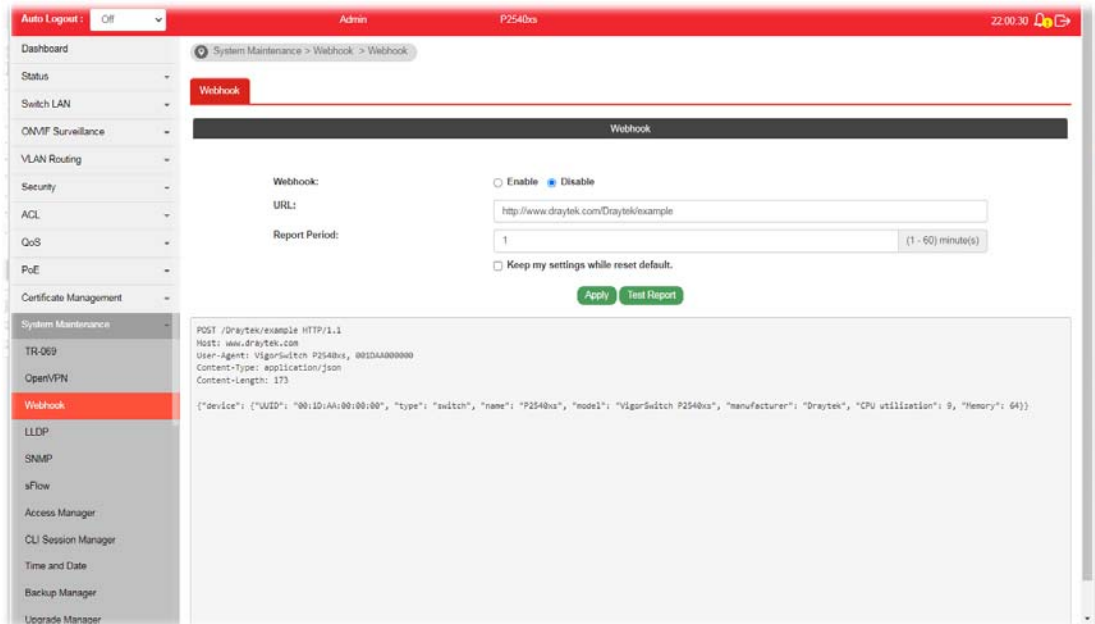 Auto Logout : Off Admin P2540xs 22:00:30
Dashboard
Status
Switch LAN
ONVIF Surveillance
VLAN Routing
Security
ACL
QoS
PoE
Certificate Management
System Maintenance
TR-069
OpenVPN
Webhook
LLDP
SNMP
sFlow
Access Manager
CLI Session Manager
Time and Date
Backup Manager
Upgrade Manager
System Maintenance > Webhook > Webhook
Webhook
Webhook
Webhook: Enable Disable
URL: http://www.draytek.com/Draytek/example
Report Period: 1 (1 - 60) minute(s)
Keep my settings while reset default.
Apply Test Report
POST /Draytek/example HTTP/1.1
Host: www.draytek.com
User-Agent: VigorSwitch P2540xs, 001DAA000000
Content-Type: application/json
Content-Length: 173
{"device": {"UUID": "00:1D:AA:00:00:00", "type": "switch", "name": "P2540xs", "model": "VigorSwitch P2540xs", "manufacturer": "Draytek", "CPU utilization": 9, "Memory": 64}}